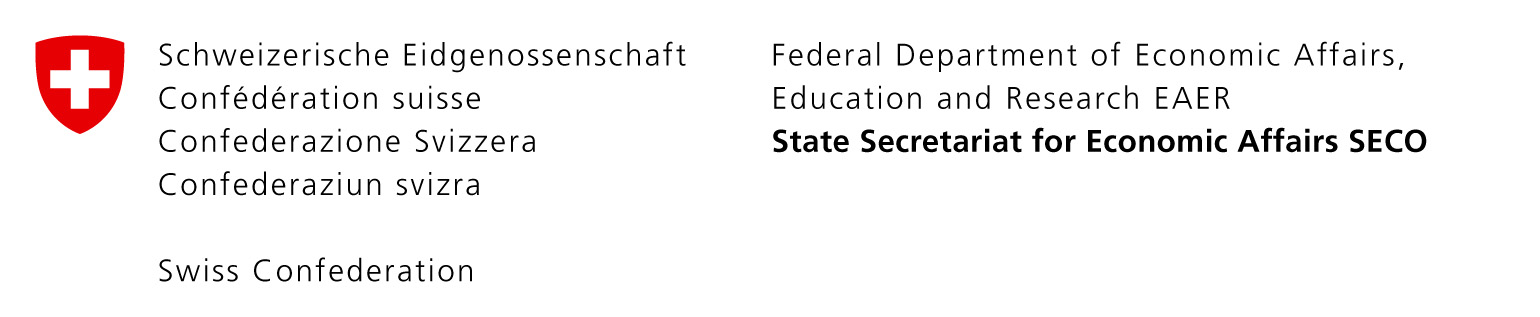 Schweizerische Eidgenossenschaft
Confédération suisse
Confederazione Svizzera
Confederaziun svizra
Swiss Confederation
Federal Department of Economic Affairs,
Education and Research EAER
State Secretariat for Economic Affairs SECO